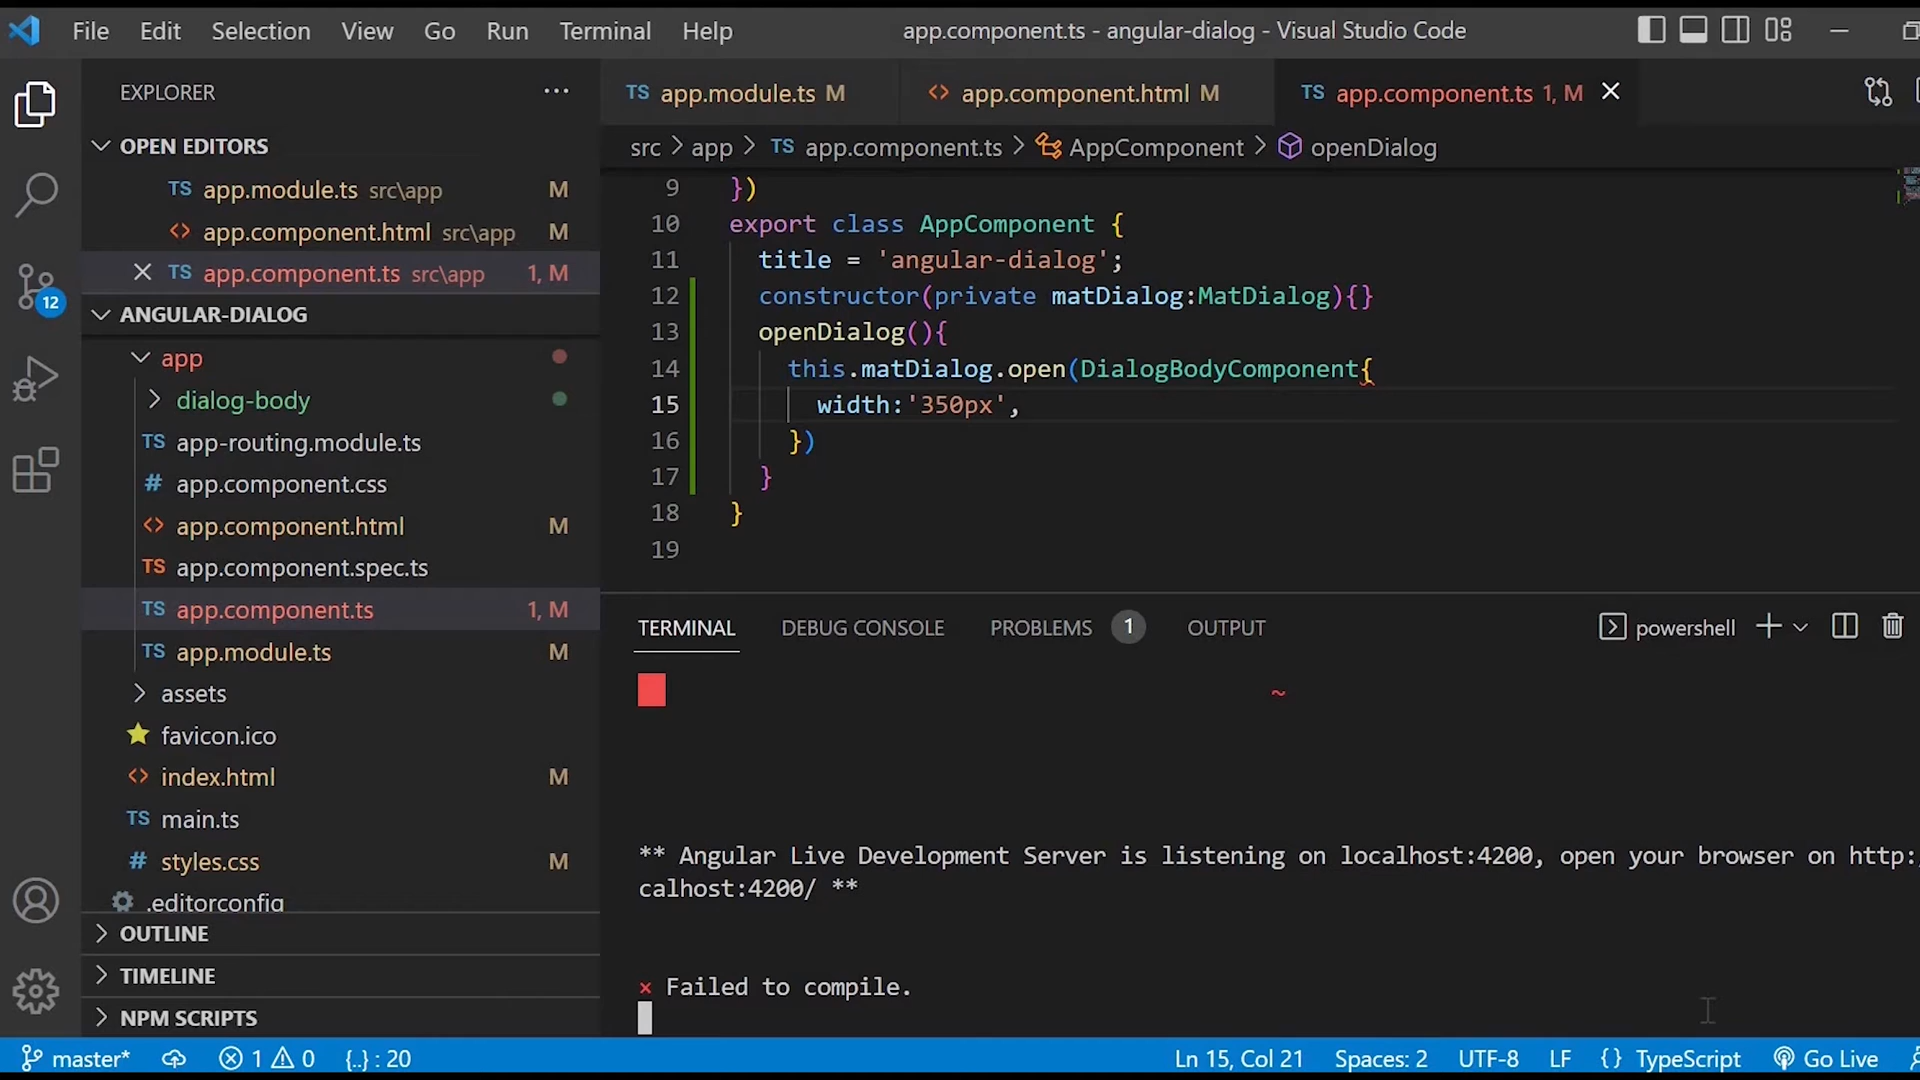 File Edit Selection View Go Run Terminal Help app.component.ts - angular-dialog - Visual Studio Code
EXPLORER
OPEN EDITORS
TS app.module.ts src\app M
<> app.component.html src\app M
TS app.component.ts src\app 1, M
ANGULAR-DIALOG
app
dialog-body
TS app-routing.module.ts
# app.component.css
<> app.component.html M
TS app.component.spec.ts
TS app.component.ts 1, M
TS app.module.ts M
assets
favicon.ico
<> index.html M
TS main.ts
# styles.css M
.editorconfig
OUTLINE
TIMELINE
NPM SCRIPTS
12
TS app.module.ts M <> app.component.html M TS app.component.ts 1, M
src > app > TS app.component.ts > AppComponent > openDialog
9 })
10 export class AppComponent {
11 title = 'angular-dialog';
12 constructor(private matDialog:MatDialog){}
13 openDialog(){
14 this.matDialog.open(DialogBodyComponent{
15 width:'350px',
16 })
17 }
18 }
19
TERMINAL DEBUG CONSOLE PROBLEMS 1 OUTPUT powershell
~
** Angular Live Development Server is listening on localhost:4200, open your browser on http:
calhost:4200/ **
× Failed to compile.
master* 1 0 {..} : 20 Ln 15, Col 21 Spaces: 2 UTF-8 LF {} TypeScript Go Live